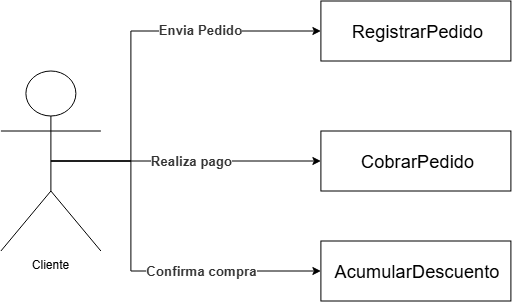 Envia Pedido
RegistrarPedido
Realiza pago
CobrarPedido
Cliente
Confirma compra
AcumularDescuento